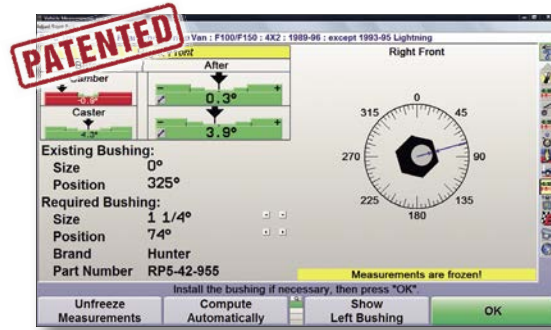 PATENTED
Van : F100/F150 : 4X2 : 1989-96 : except 1993-95 Lightning
Front
Right Front
After
Camber
-0.9°
0.3°
Caster
4.3°
3.9°
Existing Bushing:
Size 0°
Position 325°
Required Bushing:
Size 1 1/4°
Position 74°
Brand Hunter
Part Number RP5-42-955
0
45
90
135
180
225
270
315
Measurements are frozen!
Install the bushing if necessary, then press "OK".
Unfreeze Measurements
Compute Automatically
Show Left Bushing
OK